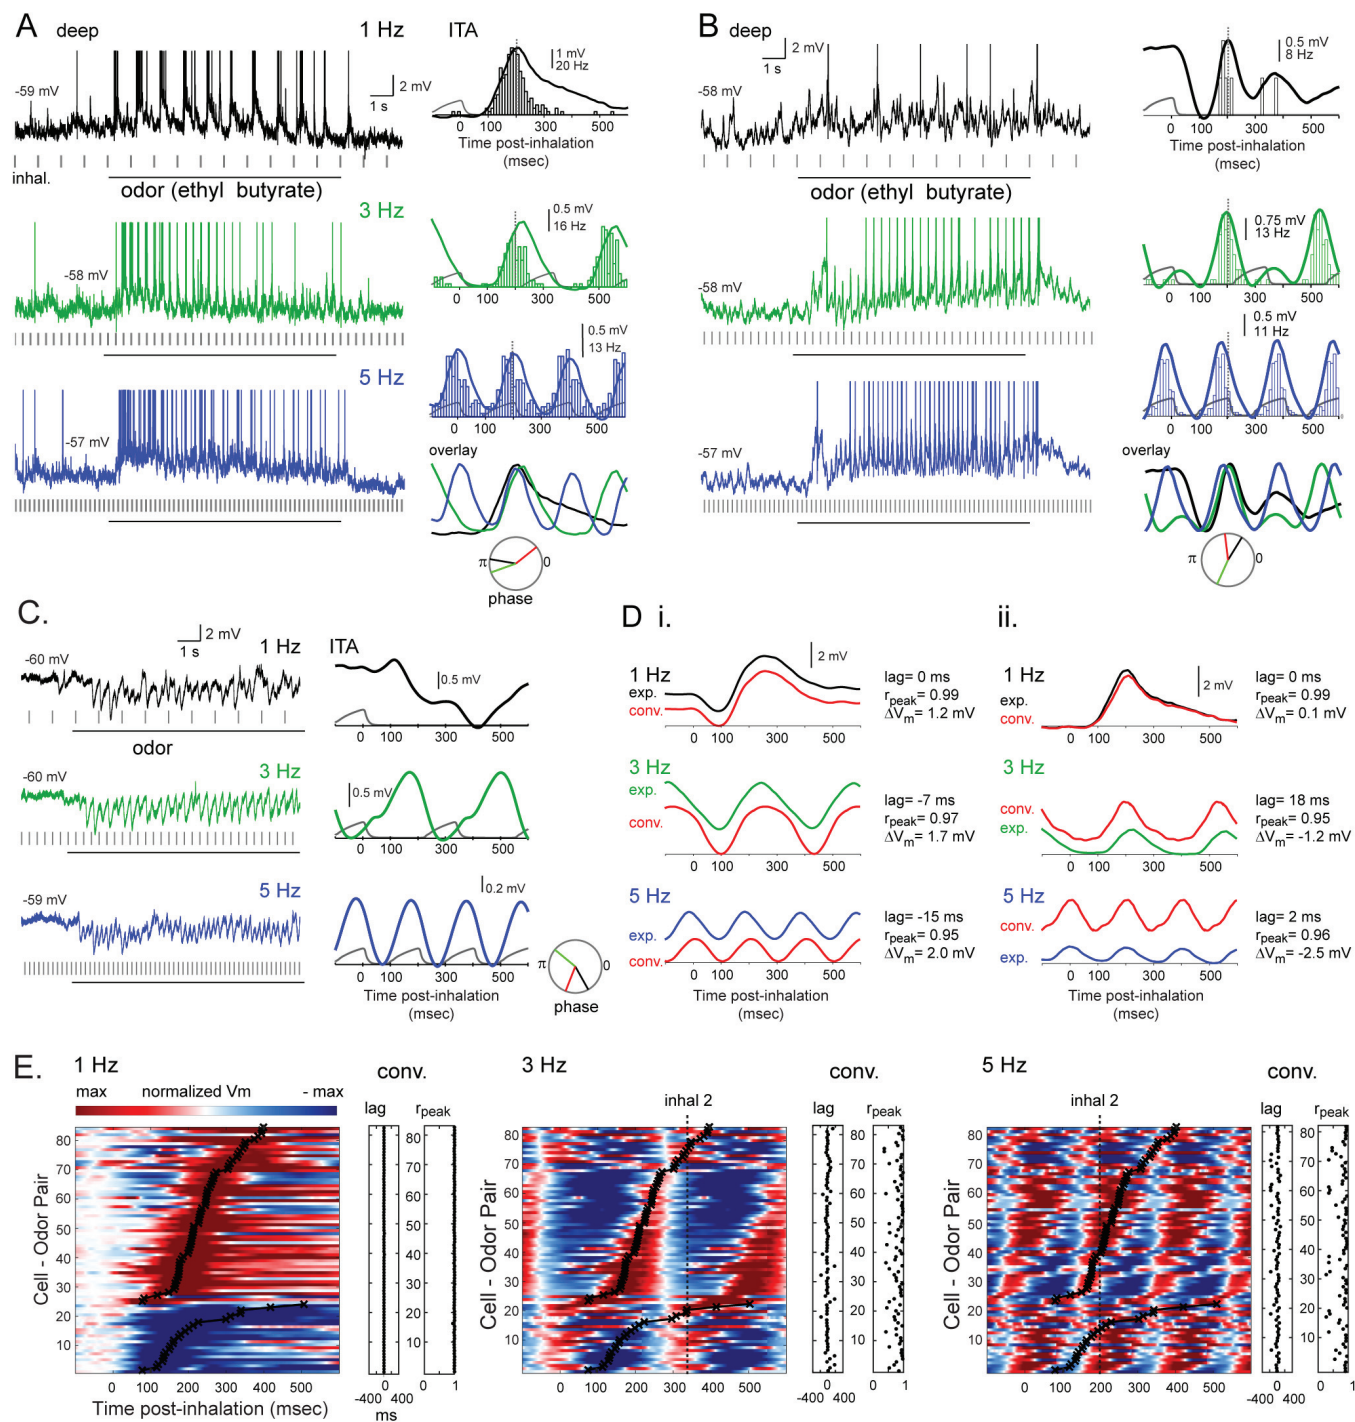 A deep 1 Hz ITA
-59 mV
2 mV
1 s
1 mV
20 Hz
0 100 300 500
Time post-inhalation
(msec)
inhal.
odor (ethyl butyrate)
3 Hz
-58 mV
0.5 mV
16 Hz
0 100 300 500
5 Hz
-57 mV
0.5 mV
13 Hz
0 100 300 500
overlay
π 0
phase
B deep
2 mV
1 s
-58 mV
0.5 mV
8 Hz
0 100 300 500
Time post-inhalation
(msec)
odor (ethyl butyrate)
-58 mV
0.75 mV
13 Hz
0 100 300 500
0.5 mV
11 Hz
-57 mV
0 100 300 500
overlay
π 0
C.
2 mV
1 s
1 Hz
ITA
-60 mV
0.5 mV
0 100 300 500
odor
3 Hz
-60 mV
0.5 mV
0 100 300 500
5 Hz
-59 mV
0.2 mV
0 100 300 500
Time post-inhalation
(msec)
π 0
phase
D i.
1 Hz
2 mV
exp.
conv.
lag= 0 ms
rpeak= 0.99
ΔVm= 1.2 mV
0 100 300 500
3 Hz
exp.
conv.
lag= -7 ms
rpeak= 0.97
ΔVm= 1.7 mV
0 100 300 500
5 Hz
exp.
conv.
lag= -15 ms
rpeak= 0.95
ΔVm= 2.0 mV
0 100 300 500
Time post-inhalation
(msec)
ii.
1 Hz
2 mV
exp.
conv.
lag= 0 ms
rpeak= 0.99
ΔVm= 0.1 mV
0 100 300 500
3 Hz
conv.
exp.
lag= 18 ms
rpeak= 0.95
ΔVm= -1.2 mV
0 100 300 500
5 Hz
conv.
exp.
lag= 2 ms
rpeak= 0.96
ΔVm= -2.5 mV
0 100 300 500
Time post-inhalation
(msec)
E. 1 Hz
max normalized Vm - max
conv.
lag rpeak
Cell - Odor Pair
80
70
60
50
40
30
20
10
0 100 200 300 400 500
Time post-inhalation (msec)
-400 400
0
ms
0 1
3 Hz
inhal 2
conv.
lag rpeak
Cell - Odor Pair
80
70
60
50
40
30
20
10
0 100 200 300 400 500
0
-400 400
0 1
5 Hz
inhal 2
conv.
lag rpeak
Cell - Odor Pair
80
70
60
50
40
30
20
10
0 100 200 300 400 500
0
-400 400
0 1